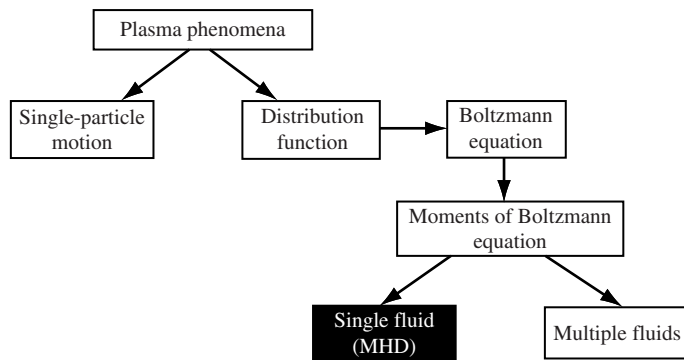 Plasma phenomena
Single-particle
motion
Distribution
function
Boltzmann
equation
Moments of Boltzmann
equation
Single fluid
(MHD)
Multiple fluids